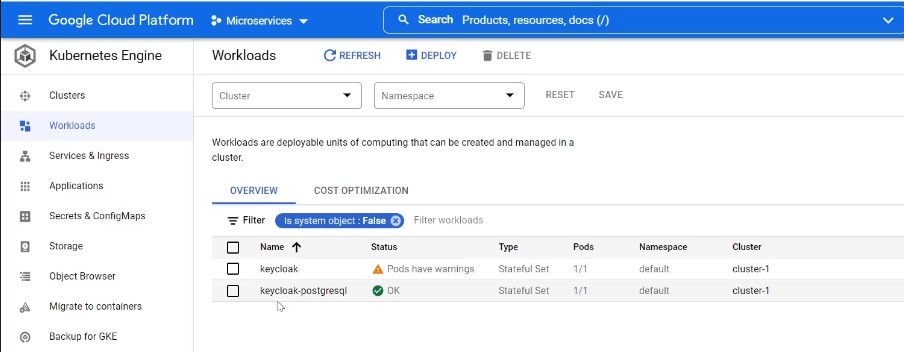 Google Cloud Platform
Microservices
Search Products, resources, docs (/)
Kubernetes Engine
Workloads
REFRESH
DEPLOY
DELETE
Clusters
Workloads
Services & Ingress
Applications
Secrets & ConfigMaps
Storage
Object Browser
Migrate to containers
Backup for GKE
Cluster
Namespace
RESET
SAVE
Workloads are deployable units of computing that can be created and managed in a
cluster.
OVERVIEW
COST OPTIMIZATION
Filter
Is system object : False
Filter workloads
Name Status Type Pods Namespace Cluster
keycloak Pods have warnings Stateful Set 1/1 default cluster-1
keycloak-postgresql OK Stateful Set 1/1 default cluster-1